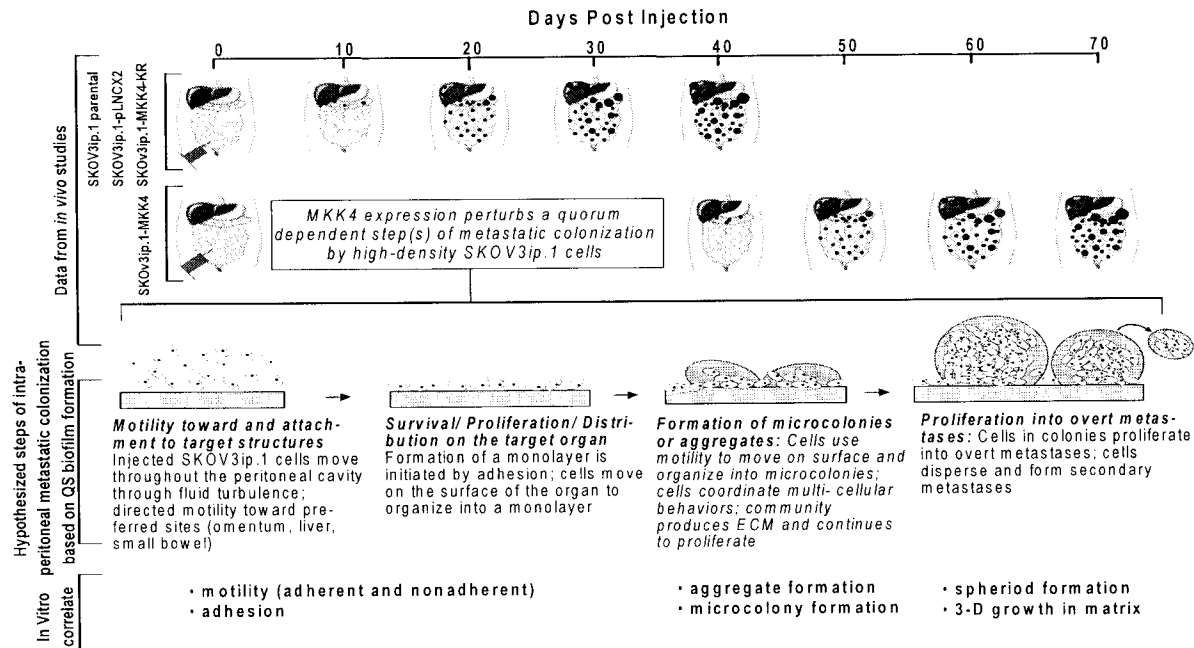 Days Post Injection
0 10 20 30 40 50 60 70
Data from in vivo studies
SKOV3ip.1 parental
SKOV3ip.1-pLNCX2
SKOv3ip.1-MKK4-KR
SKOv3ip.1-MKK4
MKK4 expression perturbs a quorum
dependent step(s) of metastatic colonization
by high-density SKOV3ip.1 cells
Hypothesized steps of intra-
peritoneal metastatic colonization
based on QS biofilm formation
Motility toward and attach-
ment to target structures
Injected SKOV3ip.1 cells move
throughout the peritoneal cavity
through fluid turbulence;
directed motility toward pre-
ferred sites (omentum, liver,
small bowel)
Survival/ Proliferation/ Distri-
bution on the target organ
Formation of a monolayer is
initiated by adhesion; cells move
on the surface of the organ to
organize into a monolayer
Formation of microcolonies
or aggregates: Cells use
motility to move on surface and
organize into microcolonies;
cells coordinate multi-cellular
behaviors; community
produces ECM and continues
to proliferate
Proliferation into overt metas-
tases: Cells in colonies proliferate
into overt metastases; cells
disperse and form secondary
metastases
In Vitro
correlate
• motility (adherent and nonadherent)
• adhesion
• aggregate formation
• microcolony formation
• spheriod formation
• 3-D growth in matrix